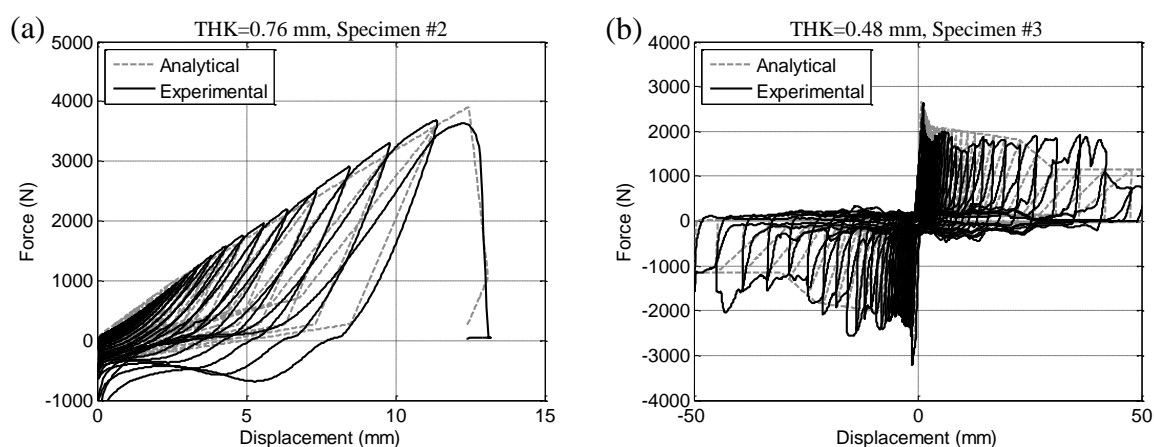 (a)
THK=0.76 mm, Specimen #2
5000
4000
3000
2000
1000
0
-1000
Force (N)
Analytical
Experimental
0
5
10
15
Displacement (mm)
(b)
THK=0.48 mm, Specimen #3
4000
3000
2000
1000
0
-1000
-2000
-3000
-4000
Force (N)
Analytical
Experimental
-50
0
50
Displacement (mm)